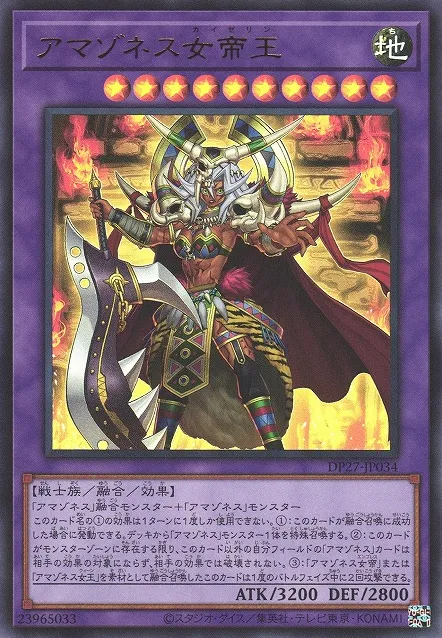 カイゼリン
アマゾネス女帝王
ち
地
DP27-JP034
【戦士族／融合／効果】
「アマゾネス」融合モンスター＋「アマゾネス」モンスター
このカード名の①の効果は1ターンに1度しか使用できない。①：このカードが融合召喚に成功
した場合に発動できる。デッキから「アマゾネス」モンスター1体を特殊召喚する。②：このカード
がモンスターゾーンに存在する限り、このカード以外の自分フィールドの「アマゾネス」カードは
相手の効果の対象にならず、相手の効果では破壊されない。③：「アマゾネス女帝」または
「アマゾネス女王」を素材として融合召喚したこのカードは1度のバトルフェイズ中に2回攻撃できる。
ATK/3200 DEF/2800
23965033
©スタジオ・ダイス／集英社・テレビ東京・KONAMI